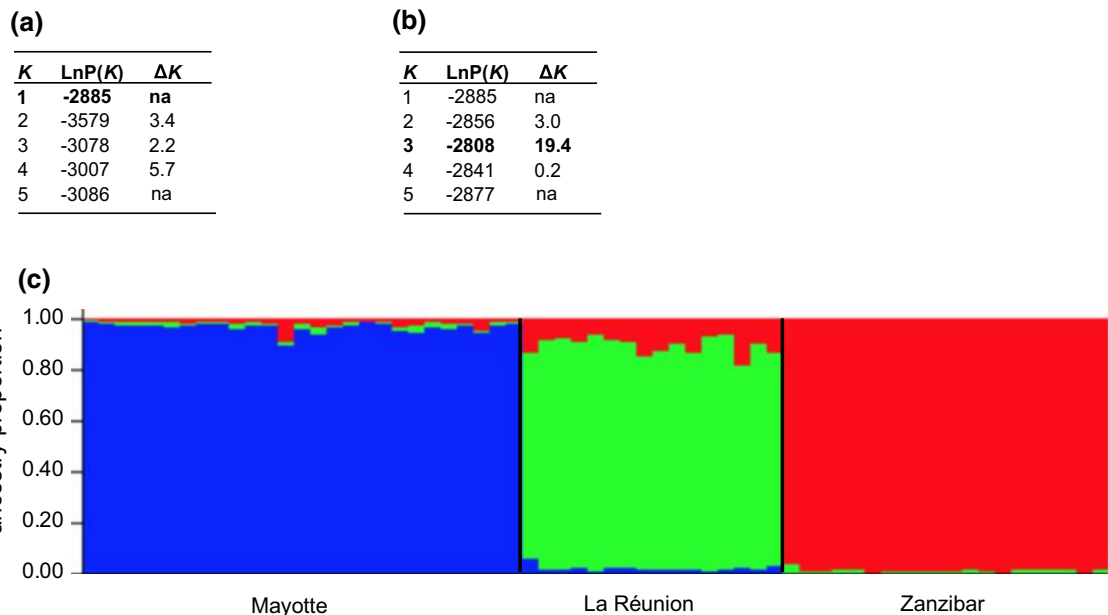 (a)
K LnP(K) ΔK
1 -2885 na
2 -3579 3.4
3 -3078 2.2
4 -3007 5.7
5 -3086 na
(b)
K LnP(K) ΔK
1 -2885 na
2 -2856 3.0
3 -2808 19.4
4 -2841 0.2
5 -2877 na
(c)
1.00
0.80
0.60
0.40
0.20
0.00
Mayotte La Réunion Zanzibar